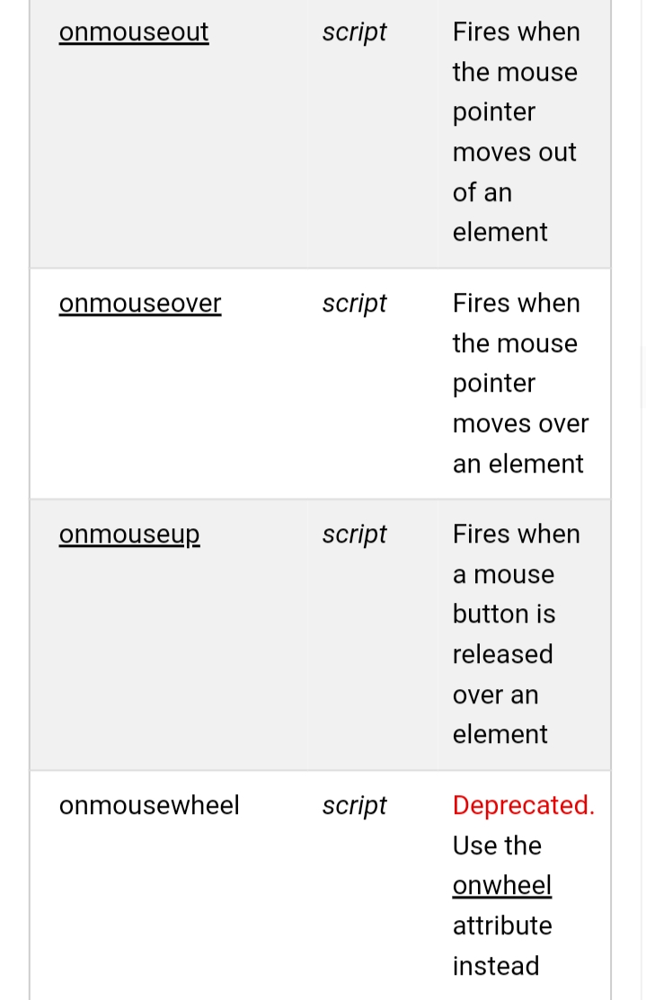 onmouseout script Fires when
the mouse
pointer
moves out
of an
element
onmouseover script Fires when
the mouse
pointer
moves over
an element
onmouseup script Fires when
a mouse
button is
released
over an
element
onmousewheel script Deprecated.
Use the
onwheel
attribute
instead